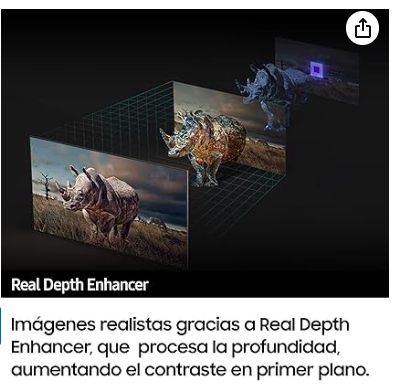 Real Depth Enhancer
Imágenes realistas gracias a Real Depth
Enhancer, que procesa la profundidad,
aumentando el contraste en primer plano.